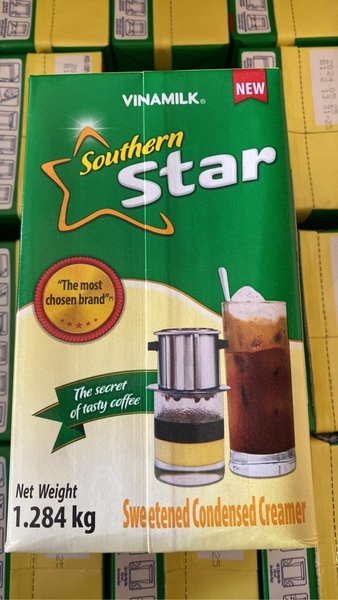 VINAMILK®
NEW
Southern
Star
"The most
chosen brand"
The secret
of tasty coffee
Net Weight
1.284 kg
Sweetened Condensed Creamer